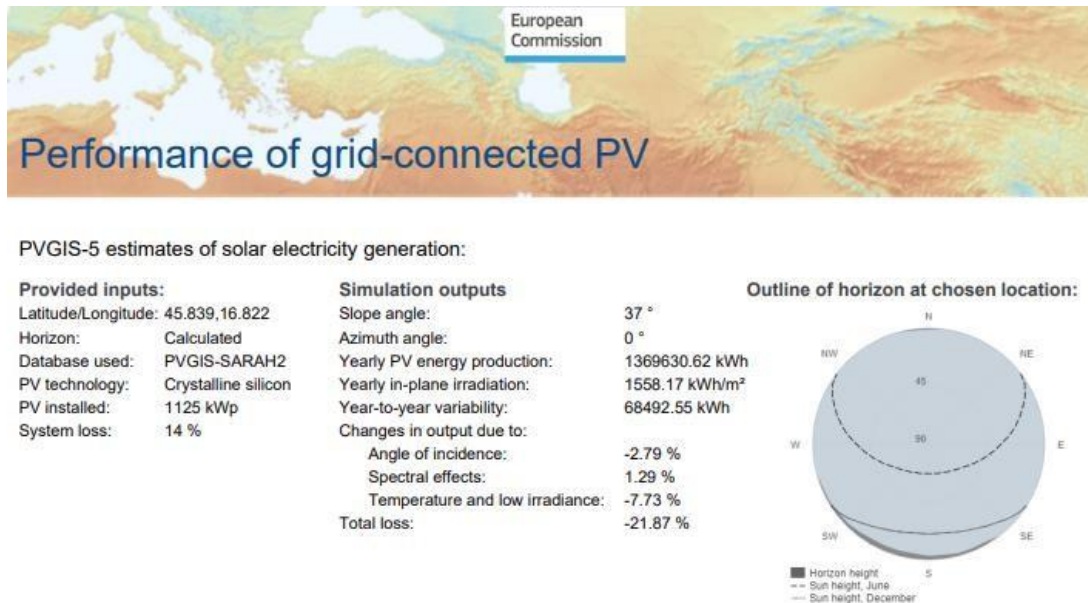 European
Commission
Performance of grid-connected PV
PVGIS-5 estimates of solar electricity generation:
Provided inputs:
Latitude/Longitude: 45.839,16.822
Horizon: Calculated
Database used: PVGIS-SARAH2
PV technology: Crystalline silicon
PV installed: 1125 kWp
System loss: 14 %
Simulation outputs
Slope angle: 37 °
Azimuth angle: 0 °
Yearly PV energy production: 1369630.62 kWh
Yearly in-plane irradiation: 1558.17 kWh/m²
Year-to-year variability: 68492.55 kWh
Changes in output due to:
Angle of incidence: -2.79 %
Spectral effects: 1.29 %
Temperature and low irradiance: -7.73 %
Total loss: -21.87 %
Outline of horizon at chosen location:
N
NW NE
45
90
W E
SW SE
S
Horizon height
Sun height, June
Sun height, December